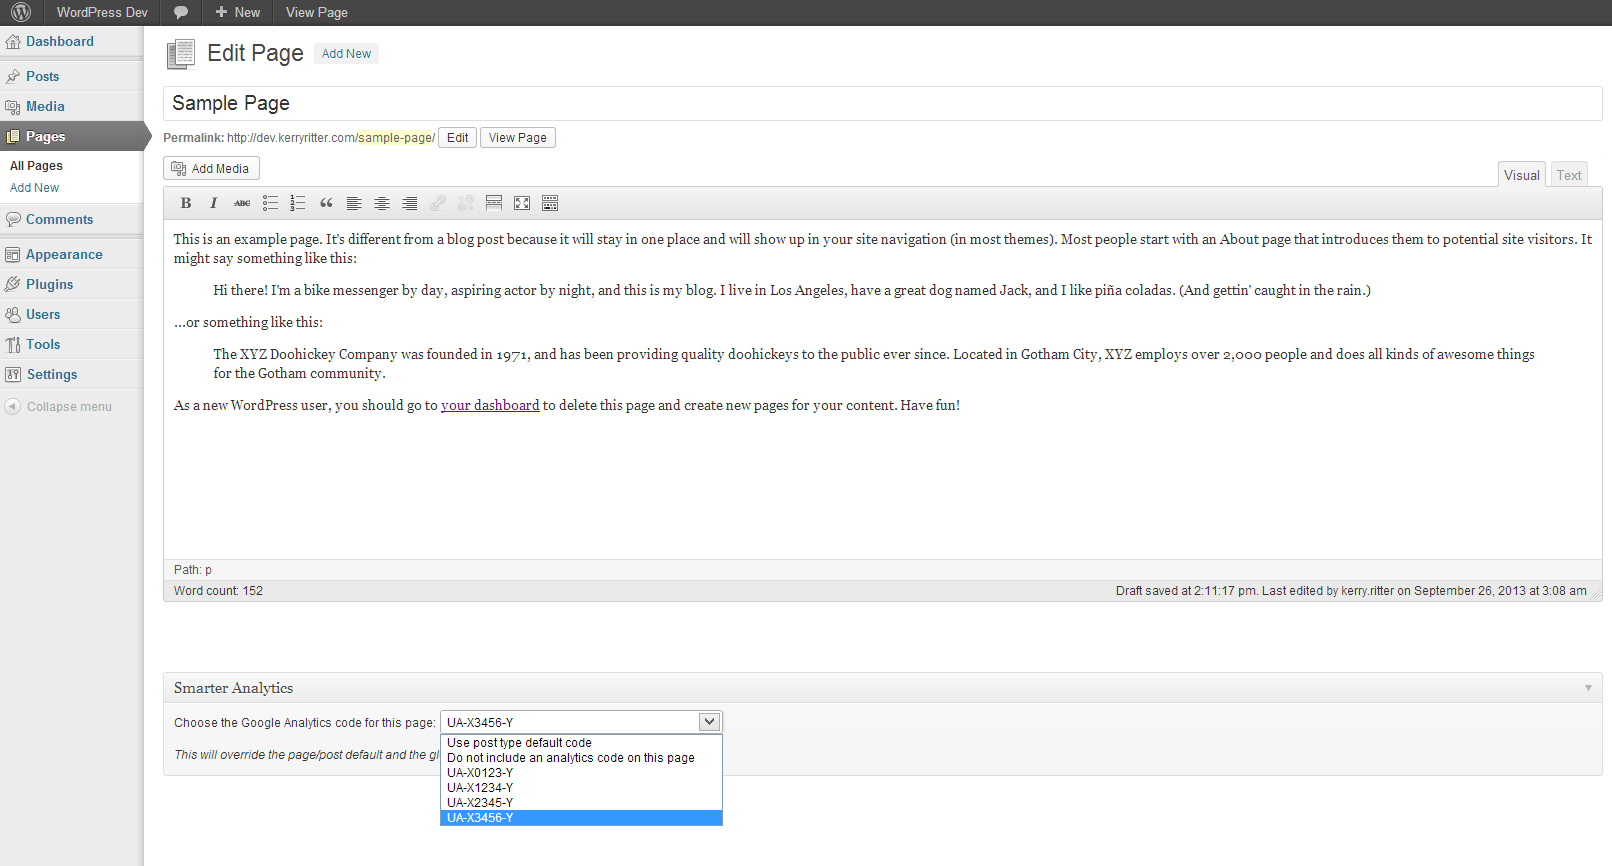 WordPress Dev
New
View Page
Dashboard
Posts
Media
Pages
All Pages
Add New
Comments
Appearance
Plugins
Users
Tools
Settings
Collapse menu
Edit Page
Add New
Sample Page
Permalink: http://dev.kerryritter.com/sample-page/ Edit View Page
Add Media
Visual Text
B I ABC
This is an example page. It's different from a blog post because it will stay in one place and will show up in your site navigation (in most themes). Most people start with an About page that introduces them to potential site visitors. It
might say something like this:
Hi there! I'm a bike messenger by day, aspiring actor by night, and this is my blog. I live in Los Angeles, have a great dog named Jack, and I like piña coladas. (And gettin' caught in the rain.)
...or something like this:
The XYZ Doohickey Company was founded in 1971, and has been providing quality doohickeys to the public ever since. Located in Gotham City, XYZ employs over 2,000 people and does all kinds of awesome things
for the Gotham community.
As a new WordPress user, you should go to your dashboard to delete this page and create new pages for your content. Have fun!
Path: p
Word count: 152
Draft saved at 2:11:17 pm. Last edited by kerry.ritter on September 26, 2013 at 3:08 am
Smarter Analytics
Choose the Google Analytics code for this page: UA-X3456-Y
This will override the page/post default and the gl
Use post type default code
Do not include an analytics code on this page
UA-X0123-Y
UA-X1234-Y
UA-X2345-Y
UA-X3456-Y